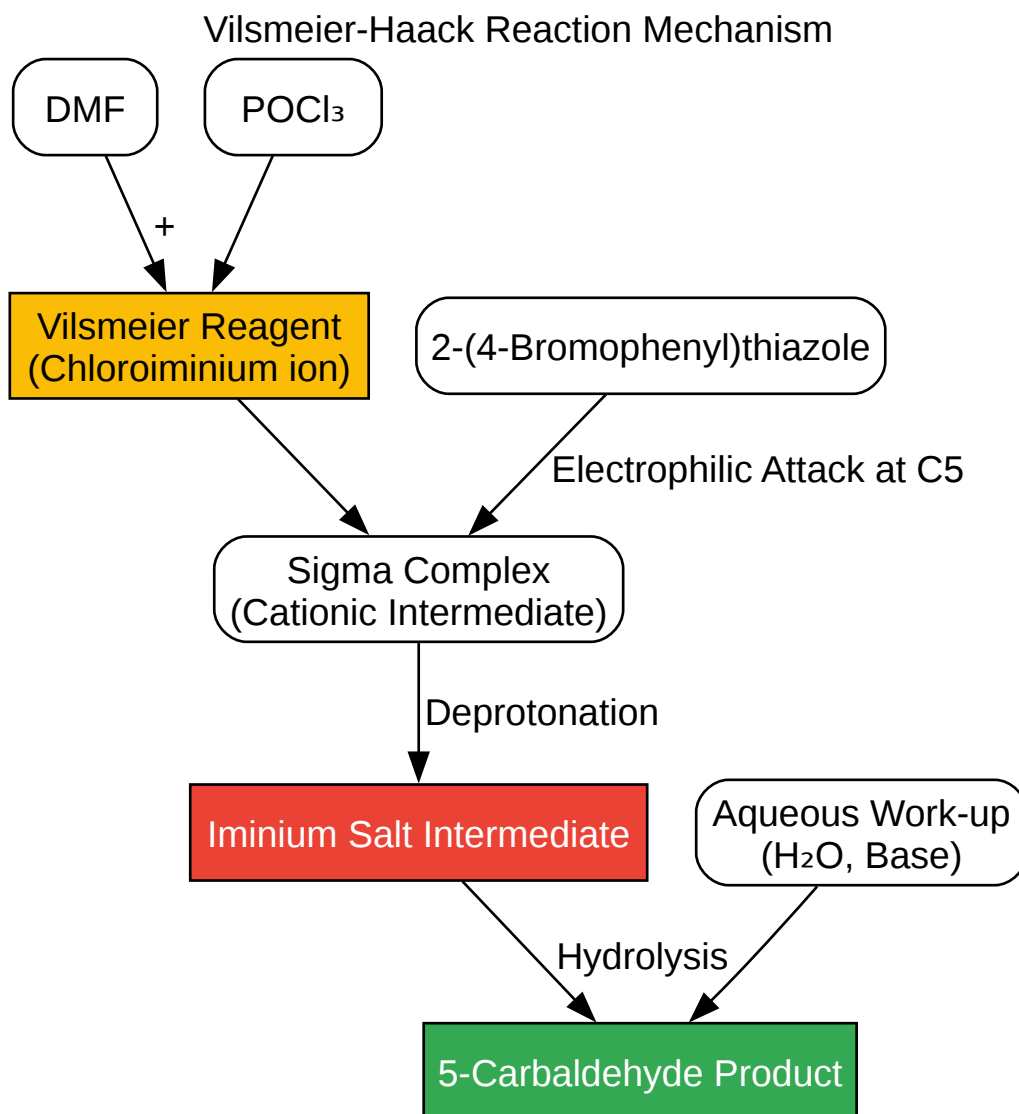 Vilsmeier-Haack Reaction Mechanism
DMF
POCl₃
+
Vilsmeier Reagent
(Chloroiminium ion)
2-(4-Bromophenyl)thiazole
Electrophilic Attack at C5
Sigma Complex
(Cationic Intermediate)
Deprotonation
Iminium Salt Intermediate
Aqueous Work-up
(H₂O, Base)
Hydrolysis
5-Carbaldehyde Product